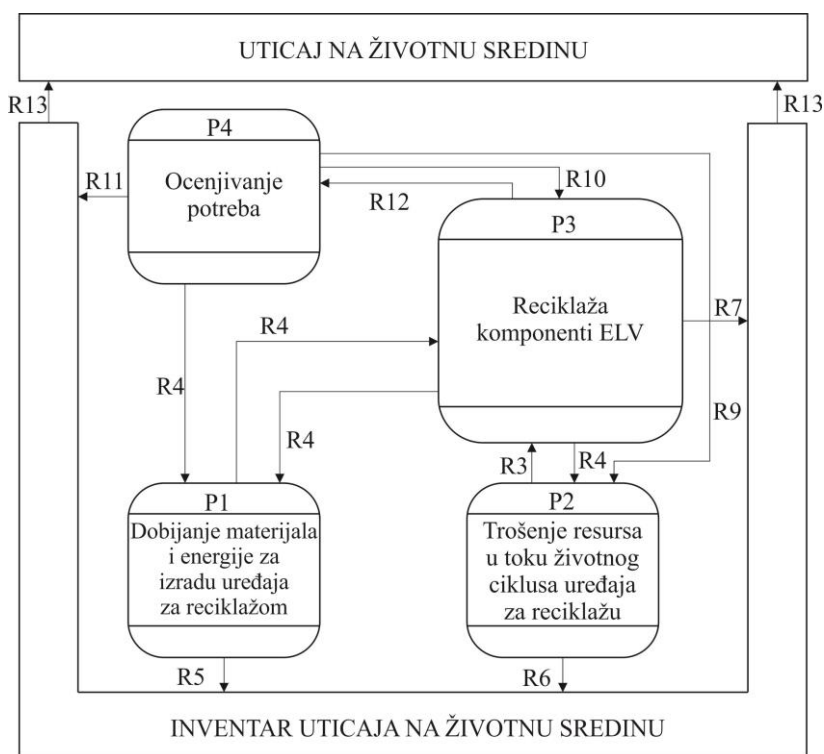 UTICAJ NA ŽIVOTNU SREDINU
R13
R13
P4
Ocenjivanje
potreba
R11
R10
R12
P3
Reciklaža
komponenti ELV
R7
R4
R4
R9
R4
R3
R4
P1
Dobijanje materijala
i energije za
izradu uređaja
za reciklažom
P2
Trošenje resursa
u toku životnog
ciklusa uređaja
za reciklažu
R5
R6
INVENTAR UTICAJA NA ŽIVOTNU SREDINU